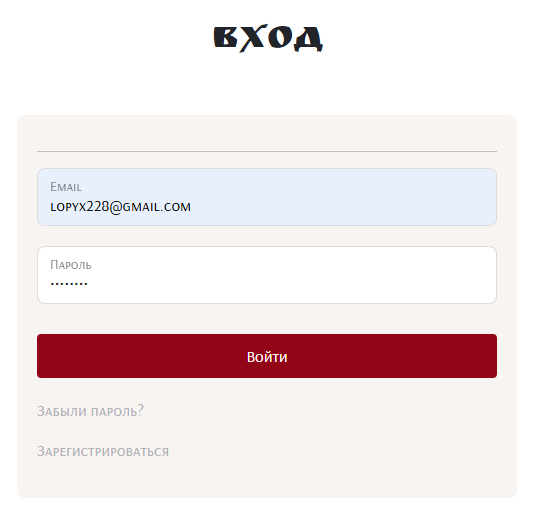 вход
Email
lopyx228@gmail.com
Пароль
••••••••
Войти
Забыли пароль?
Зарегистрироваться